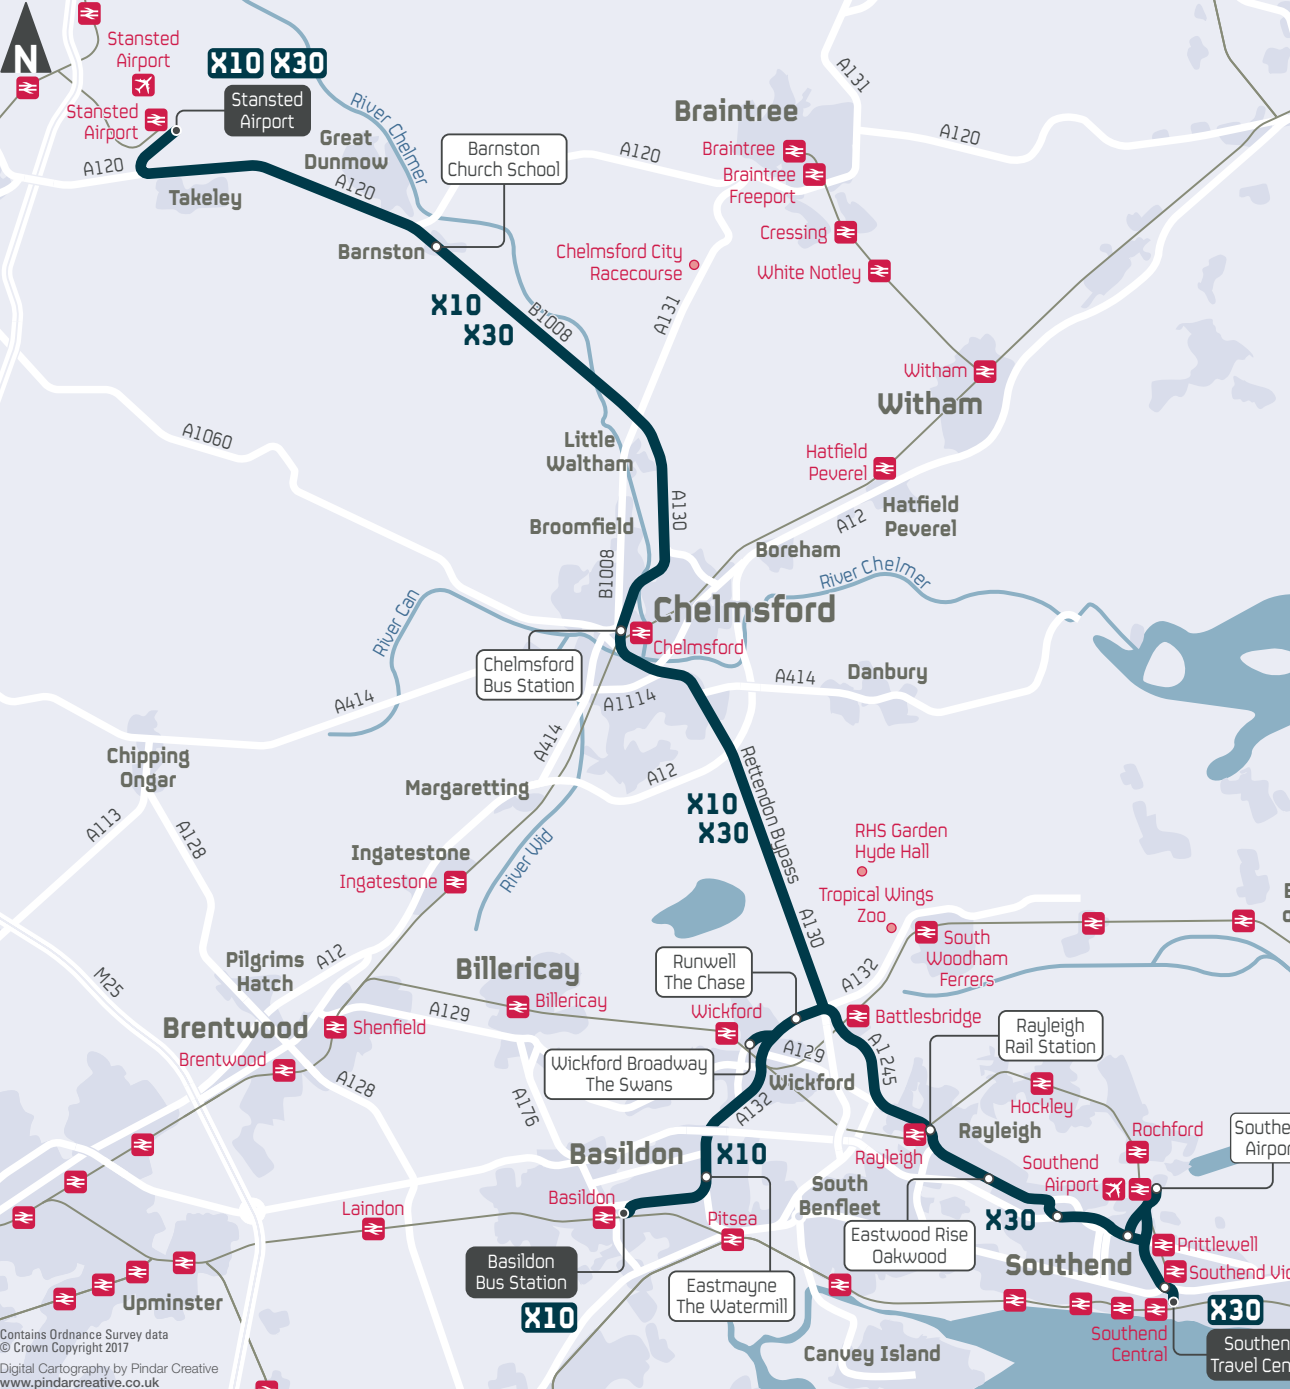 N
Stansted
Airport
X10 X30
Stansted
Airport
Stansted
Airport
River Chelmer
Great
Dunmow
A120
A120
Takeley
Barnston
Church School
Barnston
A120
A131
Braintree
A120
Braintree
Braintree
Freeport
Cressing
White Notley
Chelmsford City
Racecourse
A131
X10
X30
B1008
Witham
Witham
A1060
Little
Waltham
Hatfield
Peverel
Hatfield
Peverel
A12
A130
Broomfield
Boreham
B1008
River Chelmer
River Can
Chelmsford
Chelmsford
Chelmsford
Bus Station
A414
Danbury
A414
A1114
A414
A12
Chipping
Ongar
Margaretting
Rettendon Bypass
X10
X30
A113
A128
Ingatestone
Ingatestone
River Wid
RHS Garden
Hyde Hall
Tropical Wings
Zoo
A130
South
Woodham
Ferrers
A132
Pilgrims
Hatch
A12
M25
Billericay
Billericay
Runwell
The Chase
Wickford
Battlesbridge
Brentwood
Shenfield
A129
Brentwood
A128
Wickford Broadway
The Swans
A129
Wickford
A1245
Rayleigh
Rail Station
Hockley
A176
A132
Rayleigh
Rayleigh
Rochford
Basildon
X10
Southend
Airport
South
Benfleet
Basildon
Laindon
Pitsea
X30
Eastwood Rise
Oakwood
Prittlewell
Southend
Basildon
Bus Station
X10
Eastmayne
The Watermill
Upminster
X30
Southend
Central
Canvey Island
Contains Ordnance Survey data
© Crown Copyright 2017
Digital Cartography by Pindar Creative
www.pindarcreative.co.uk